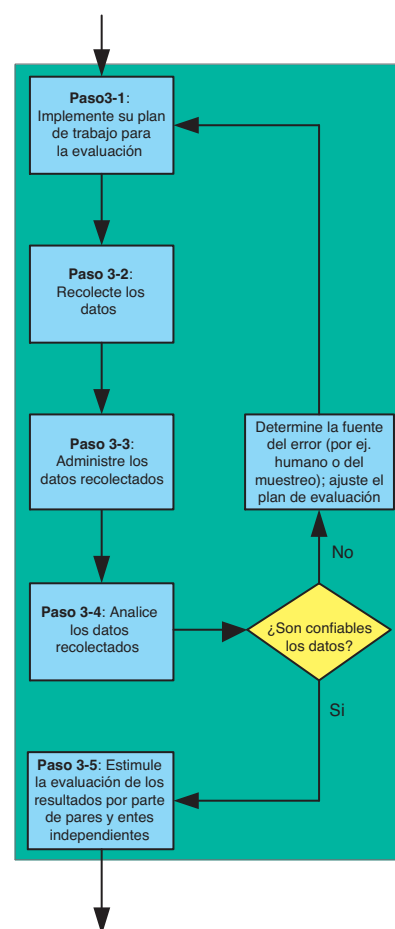 Paso3-1:
Implemente su plan
de trabajo para
la evaluación
Paso 3-2:
Recolecte los
datos
Paso 3-3:
Administre los
datos recolectados
Determine la fuente
del error (por ej.
humano o del
muestreo); ajuste el
plan de evaluación
No
Paso 3-4: Analice
los datos
recolectados
¿Son confiables
los datos?
Si
Paso 3-5: Estimule
la evaluación de los
resultados por parte
de pares y entes
independientes